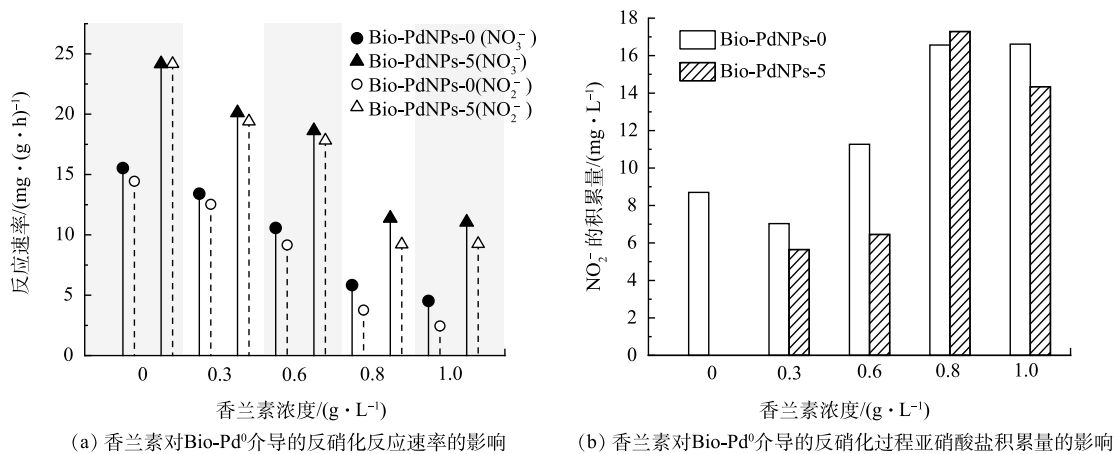 反应速率/(mg·(g·h)⁻¹)
25
20
15
10
5
0
Bio-PdNPs-0 (NO₃⁻)
Bio-PdNPs-5(NO₃⁻)
Bio-PdNPs-0(NO₂⁻)
Bio-PdNPs-5(NO₂⁻)
0 0.3 0.6 0.8 1.0
香兰素浓度/(g·L⁻¹)
(a) 香兰素对Bio-Pd⁰介导的反硝化反应速率的影响
NO₂⁻ 的积累量/(mg·L⁻¹)
18
16
14
12
10
8
6
4
2
0
Bio-PdNPs-0
Bio-PdNPs-5
0 0.3 0.6 0.8 1.0
香兰素浓度/(g·L⁻¹)
(b) 香兰素对Bio-Pd⁰介导的反硝化过程亚硝酸盐积累量的影响